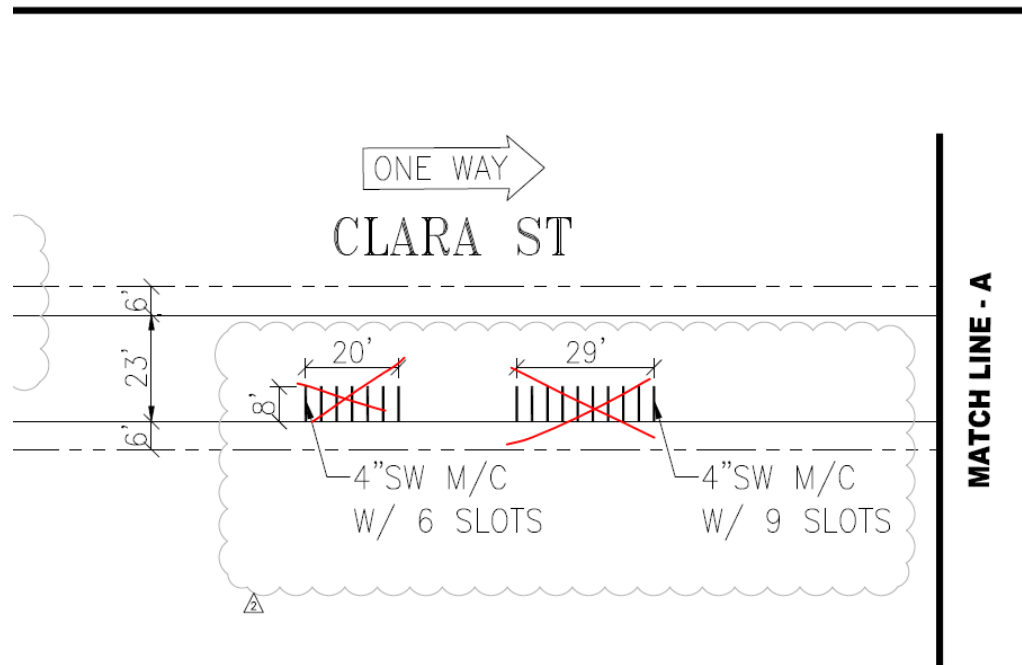 ONE WAY
CLARA ST
6'
23'
6'
20'
29'
8'
4"SW M/C
W/ 6 SLOTS
4"SW M/C
W/ 9 SLOTS
2
MATCH LINE - A